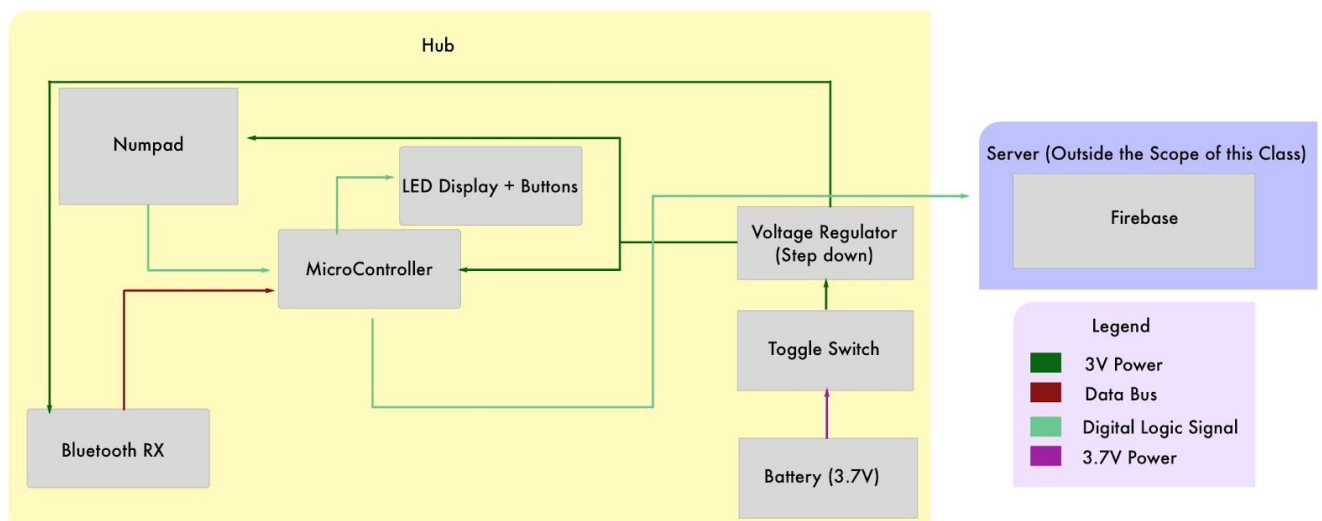 Hub
Numpad
LED Display + Buttons
MicroController
Bluetooth RX
Voltage Regulator
(Step down)
Toggle Switch
Battery (3.7V)
Server (Outside the Scope of this Class)
Firebase
Legend
3V Power
Data Bus
Digital Logic Signal
3.7V Power